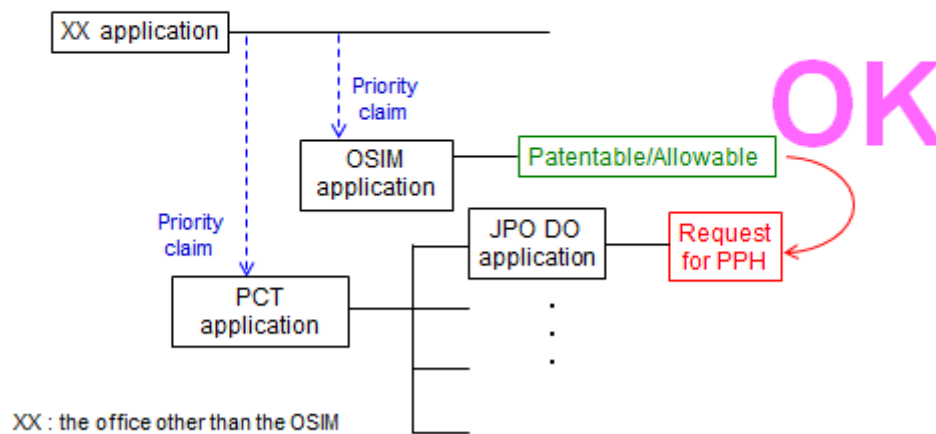 XX application
OK
Priority
claim
OSIM
application
Patentable/Allowable
Priority
claim
JPO DO
application
Request
for PPH
PCT
application
XX : the office other than the OSIM